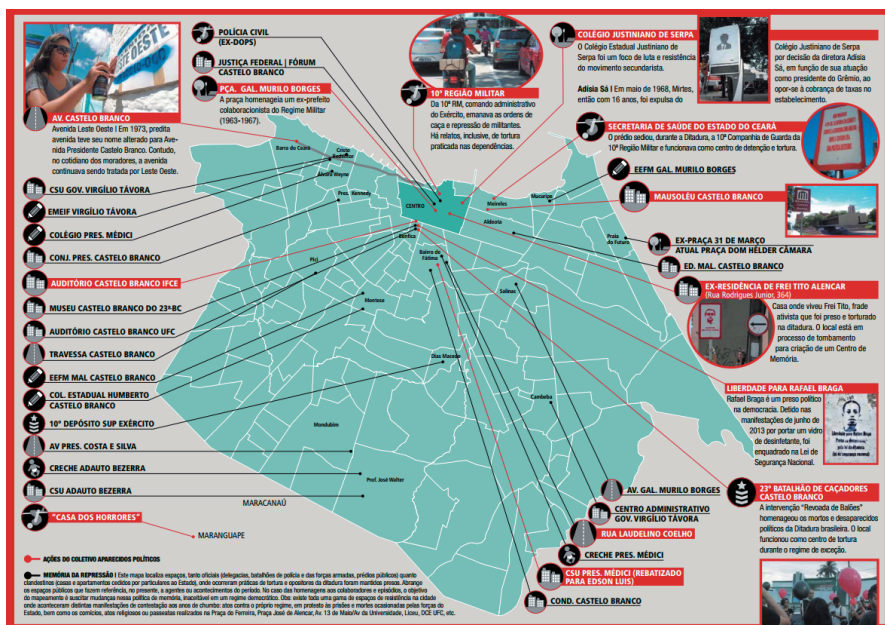 LESTE OESTE
AV. CASTELO BRANCO
Avenida Leste Oeste I Em 1973, predita
avenida teve seu nome alterado para Ave-
nida Presidente Castelo Branco. Contudo,
no cotidiano dos moradores, a avenida
continuava sendo tratada por Leste Oeste.
CSU GOV. VIRGÍLIO TÁVORA
EMEIF VIRGÍLIO TÁVORA
COLÉGIO PRES. MÉDICI
CONJ. PRES. CASTELO BRANCO
AUDITÓRIO CASTELO BRANCO IFCE
MUSEU CASTELO BRANCO DO 23ºBC
AUDITÓRIO CASTELO BRANCO UFC
TRAVESSA CASTELO BRANCO
EEFM MAL CASTELO BRANCO
COL. ESTADUAL HUMBERTO
CASTELO BRANCO
10º DEPÓSITO SUP EXÉRCITO
AV PRES. COSTA E SILVA
CRECHE ADAUTO BEZERRA
CSU ADAUTO BEZERRA
"CASA DOS HORRORES"
POLÍCIA CIVIL
(EX-DOPS)
JUSTIÇA FEDERAL | FÓRUM
CASTELO BRANCO
PÇA. GAL. MURILO BORGES
A praça homenageia um ex-prefeito
colaboracionista do Regime Militar
(1963-1967).
10ª REGIÃO MILITAR
Da 10ª RM, comando administrativo
do Exército, emanava as ordens de
caça e repressão de militantes.
Há relatos, inclusive, de tortura
praticada nas dependências.
COLÉGIO JUSTINIANO DE SERPA
O Colégio Estadual Justiniano de
Serpa foi um foco de luta e resistência
do movimento secundarista.
Adísia Sá I Em maio de 1968, Mirtes,
então com 16 anos, foi expulsa do
Colégio Justiniano de Serpa
por decisão da diretora Adísia
Sá, em função de sua atuação
como presidente do Grêmio, ao
opor-se à cobrança de taxas no
estabelecimento.
SECRETARIA DE SAÚDE DO ESTADO DO CEARÁ
O prédio sediou, durante a Ditadura, a 10ª Companhia de Guarda da
10ª Região Militar e funcionava como centro de detenção e tortura.
EEFM GAL. MURILO BORGES
MAUSOLÉU CASTELO BRANCO
EX-PRAÇA 31 DE MARÇO
ATUAL PRAÇA DOM HÉLDER CÂMARA
ED. MAL. CASTELO BRANCO
EX-RESIDÊNCIA DE FREI TITO ALENCAR
(Rua Rodrigues Junior, 364)
Casa onde viveu Frei Tito, frade
ativista que foi preso e torturado
na ditadura. O local está em
processo de tombamento
para criação de um Centro de
Memória.
LIBERDADE PARA RAFAEL BRAGA
Rafael Braga é um preso político
na democracia. Detido nas
manifestações de junho de
2013 por portar um vidro
de desinfetante, foi
enquadrado na Lei de
Segurança Nacional.
23º BATALHÃO DE CAÇADORES
CASTELO BRANCO
A intervenção "Revoada de Balões"
homenageou os mortos e desaparecidos
políticos da Ditadura brasileira. O local
funcionou como centro de tortura
durante o regime de exceção.
AV. GAL. MURILO BORGES
CENTRO ADMINISTRATIVO
GOV. VIRGÍLIO TÁVORA
RUA LAUDELINO COELHO
CRECHE PRES. MÉDICI
CSU PRES. MÉDICI (REBATIZADO
PARA EDSON LUIS)
COND. CASTELO BRANCO
Barra do Ceará
Cristo
Redentor
Álvaro Weyne
Pres. Kennedy
CENTRO
Meireles
Mucuripe
Aldeota
Praia
do Futuro
Benfica
Bairro de
Fátima
Pici
Montese
Salinas
Dias Macedo
Cambeba
Mondubim
Pref. José Walter
MARACANAÚ
MARANGUAPE
AÇÕES DO COLETIVO APARECIDOS POLÍTICOS
MEMÓRIA DA REPRESSÃO I Este mapa localiza espaços, tanto oficiais (delegacias, batalhões de polícia e das forças armadas, prédios públicos) quanto
clandestinos (casas e apartamentos cedidos por particulares ao Estado), onde ocorreram práticas de tortura e opositores da ditadura foram mantidos presos. Abrange
os espaços públicos que fazem referência, no presente, a agentes ou acontecimentos do período. No caso das homenagens aos colaboradores e episódios, o objetivo
do mapeamento é suscitar mudanças nessa política de memória, inaceitável em um regime democrático. Obs: existe toda uma gama de espaços de resistência na cidade
onde aconteceram distintas manifestações de contestação aos anos de chumbo: atos contra o próprio regime, em protesto às prisões e mortes ocasionadas pelas forças do
Estado, bem como os comícios, atos religiosos ou passeatas realizados na Praça do Ferreira, Praça José de Alencar, Av. 13 de Maio/Av da Universidade, Liceu, DCE UFC, etc.